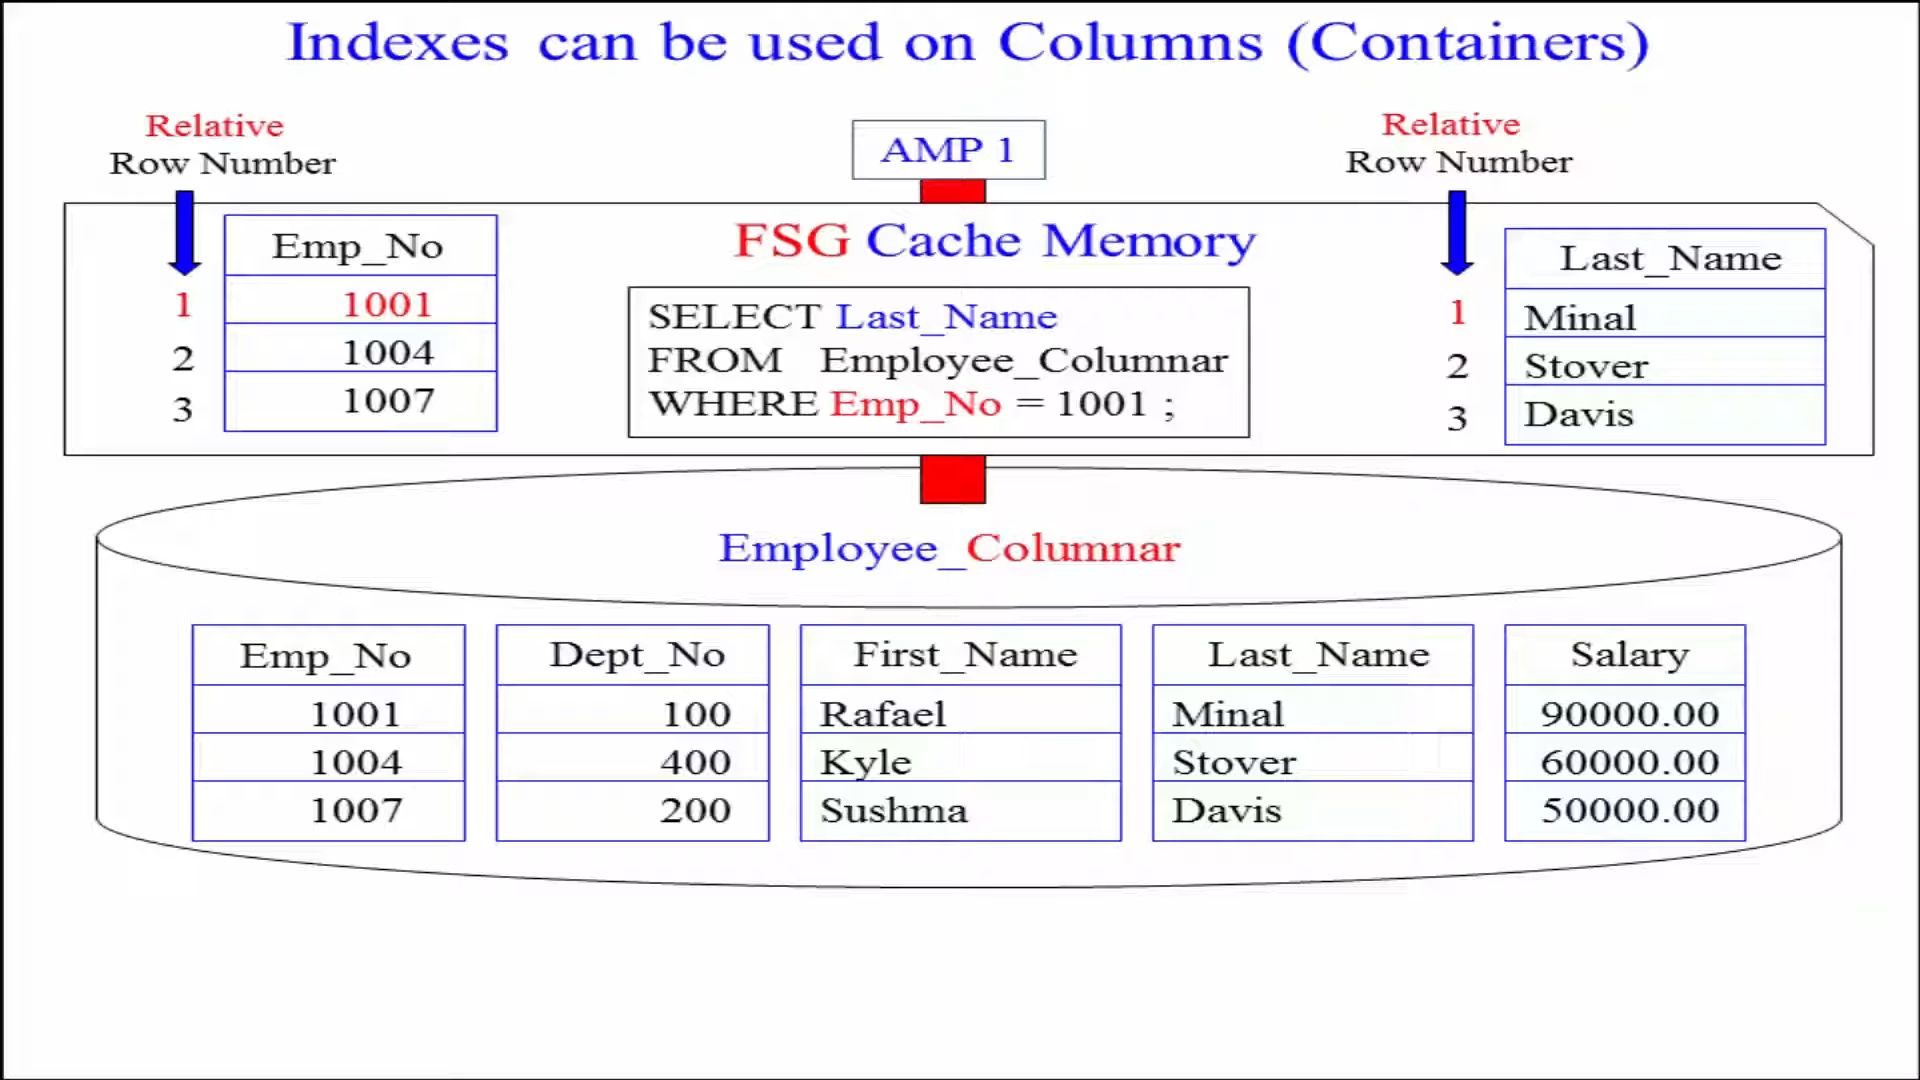 Indexes can be used on Columns (Containers)
Relative
Row Number
AMP 1
Relative
Row Number
FSG Cache Memory
Emp_No
1 1001
2 1004
3 1007
SELECT Last_Name
FROM Employee_Columnar
WHERE Emp_No = 1001 ;
Last_Name
1 Minal
2 Stover
3 Davis
Employee_Columnar
Emp_No Dept_No First_Name Last_Name Salary
1001 100 Rafael Minal 90000.00
1004 400 Kyle Stover 60000.00
1007 200 Sushma Davis 50000.00